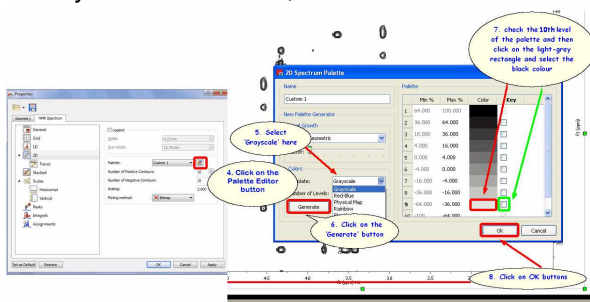 7. check the 10th level
of the palette and then
click on the light-grey
rectangle and select the
black colour
Properties
Geometry NMR Spectrum
General
Grid
1D
2D
Traces
Stacked
Scales
Horizontal
Vertical
Peaks
Integrals
Assignments
Legend
Width:
Palette: Custom 1
Number of Positive Contours:
Number of Negative Contours:
Scaling:
Plotting method: Bitmap
Set as Default Restore OK Cancel Apply
2D Spectrum Palette
Name
Custom 1
New Palette Generator
Growth
Colors
Grayscale
Grayscale
Red-Blue
Physical Map
Rainbow
Number of Levels:
Generate
Palette
Min % Max % Color Key
1 64.000 100.000
2 36.000 64.000
3 16.000 36.000
4 4.000 16.000
5 0.000 4.000
6 -4.000 0.000
7 -16.000 -4.000
8 -36.000 -16.000
9 -64.000 -36.000
10 -100 -64.000
Ok Cancel
5. Select
'Grayscale' here
4. Click on the
Palette Editor
button
6. Click on the
'Generate' button
8. Click on OK buttons
4.5 4.0 3.5 3.0 2.5